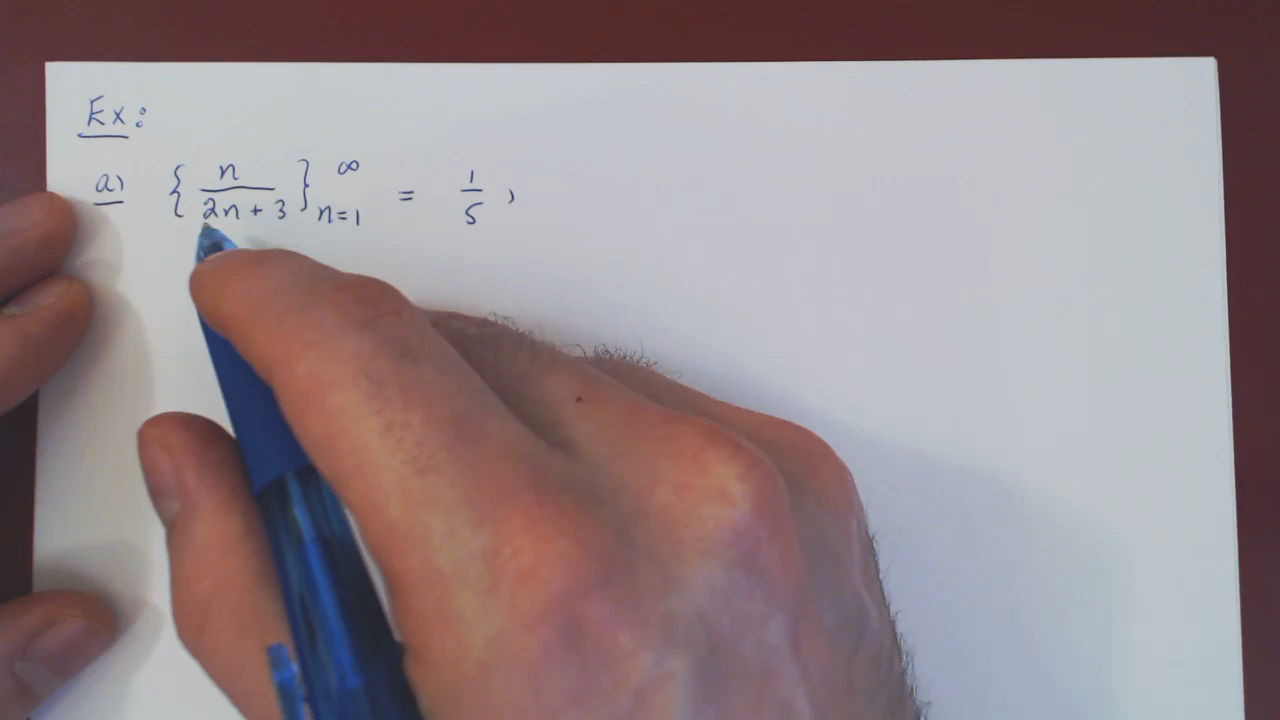 Ex:
a) { n / 2n + 3 }_{n=1}^{∞} = 1/5 ,